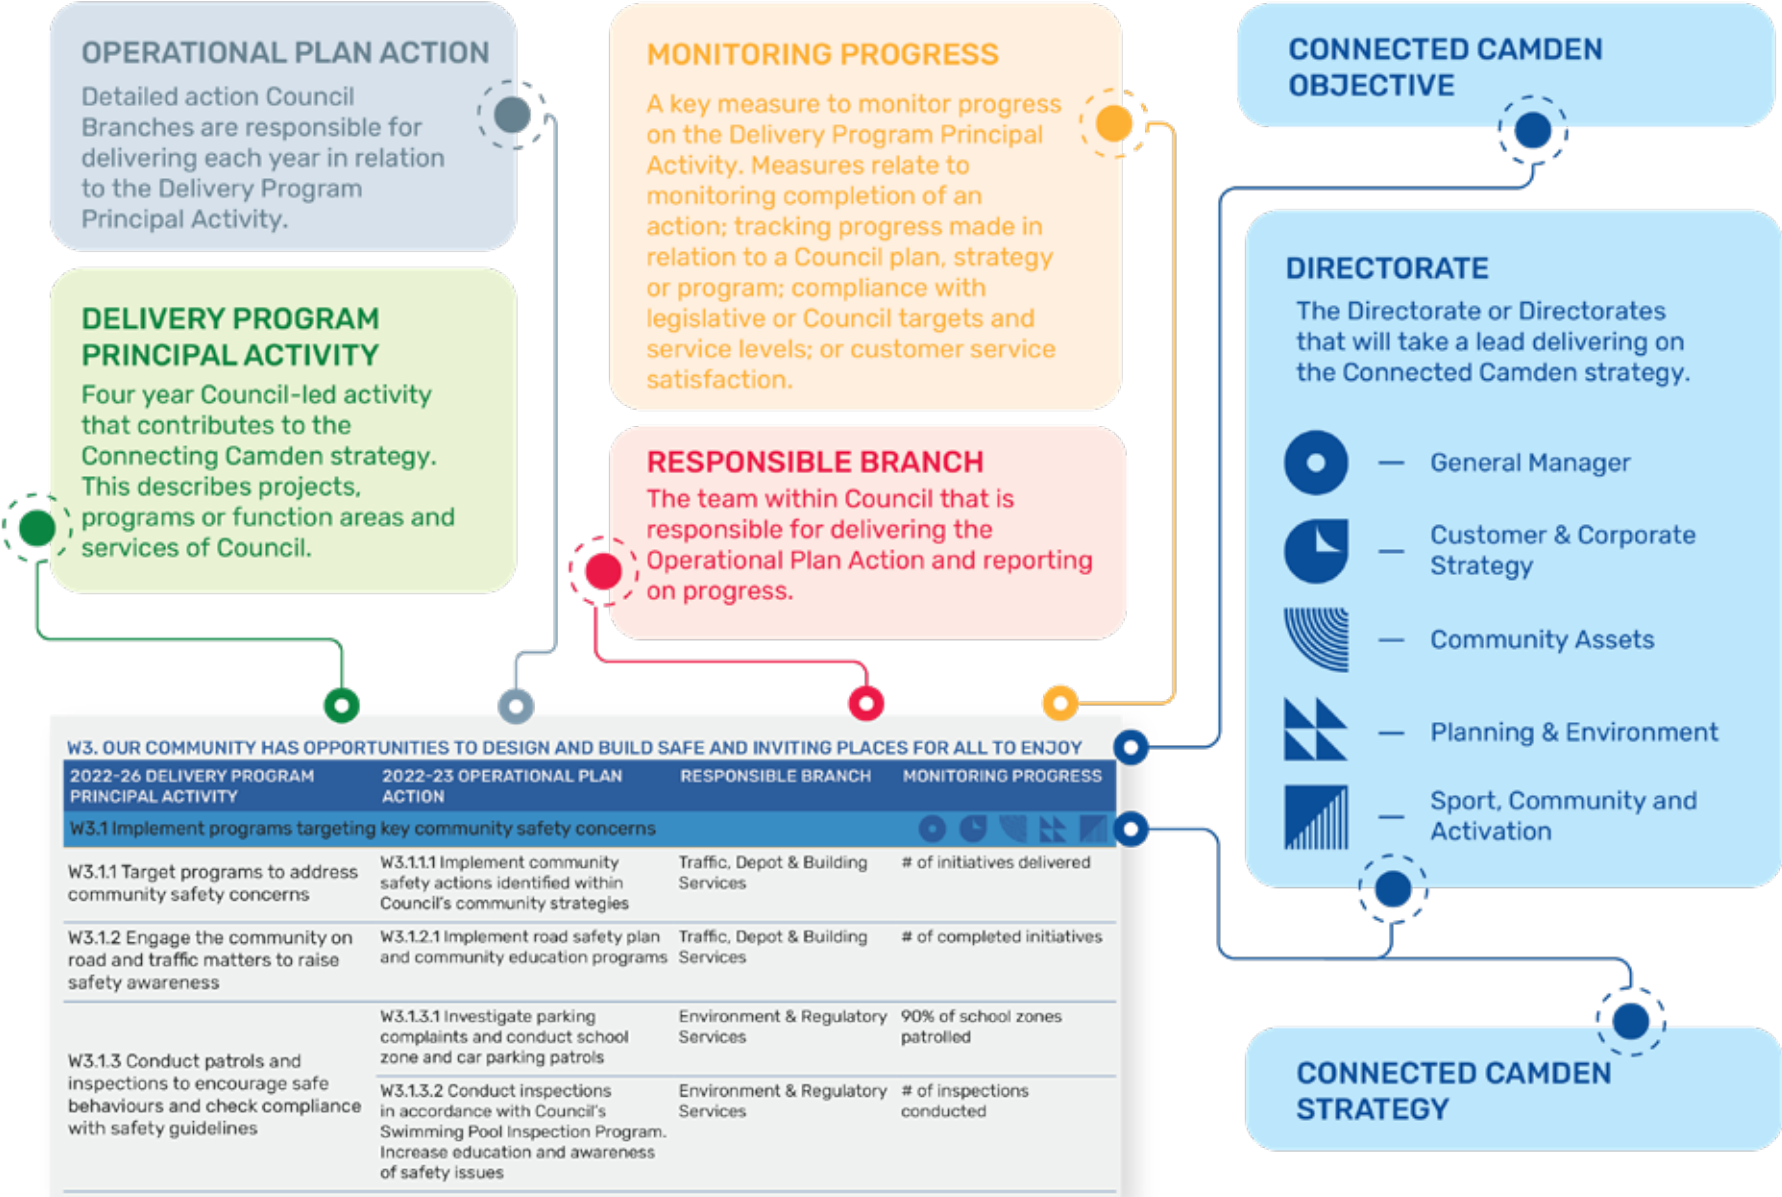 OPERATIONAL PLAN ACTION
Detailed action Council
Branches are responsible for
delivering each year in relation
to the Delivery Program
Principal Activity.
DELIVERY PROGRAM
PRINCIPAL ACTIVITY
Four year Council-led activity
that contributes to the
Connecting Camden strategy.
This describes projects,
programs or function areas and
services of Council.
MONITORING PROGRESS
A key measure to monitor progress
on the Delivery Program Principal
Activity. Measures relate to
monitoring completion of an
action; tracking progress made in
relation to a Council plan, strategy
or program; compliance with
legislative or Council targets and
service levels; or customer service
satisfaction.
RESPONSIBLE BRANCH
The team within Council that is
responsible for delivering the
Operational Plan Action and reporting
on progress.
CONNECTED CAMDEN
OBJECTIVE
DIRECTORATE
The Directorate or Directorates
that will take a lead delivering on
the Connected Camden strategy.
— General Manager
— Customer & Corporate
Strategy
— Community Assets
— Planning & Environment
— Sport, Community and
Activation
CONNECTED CAMDEN
STRATEGY
W3. OUR COMMUNITY HAS OPPORTUNITIES TO DESIGN AND BUILD SAFE AND INVITING PLACES FOR ALL TO ENJOY
2022-26 DELIVERY PROGRAM
PRINCIPAL ACTIVITY
2022-23 OPERATIONAL PLAN
ACTION
RESPONSIBLE BRANCH
MONITORING PROGRESS
W3.1 Implement programs targeting key community safety concerns
W3.1.1 Target programs to address
community safety concerns
W3.1.1.1 Implement community
safety actions identified within
Council's community strategies
Traffic, Depot & Building
Services
# of initiatives delivered
W3.1.2 Engage the community on
road and traffic matters to raise
safety awareness
W3.1.2.1 Implement road safety plan
and community education programs
Traffic, Depot & Building
Services
# of completed initiatives
W3.1.3 Conduct patrols and
inspections to encourage safe
behaviours and check compliance
with safety guidelines
W3.1.3.1 Investigate parking
complaints and conduct school
zone and car parking patrols
Environment & Regulatory
Services
90% of school zones
patrolled
W3.1.3.2 Conduct inspections
in accordance with Council's
Swimming Pool Inspection Program.
Increase education and awareness
of safety issues
Environment & Regulatory
Services
# of inspections
conducted